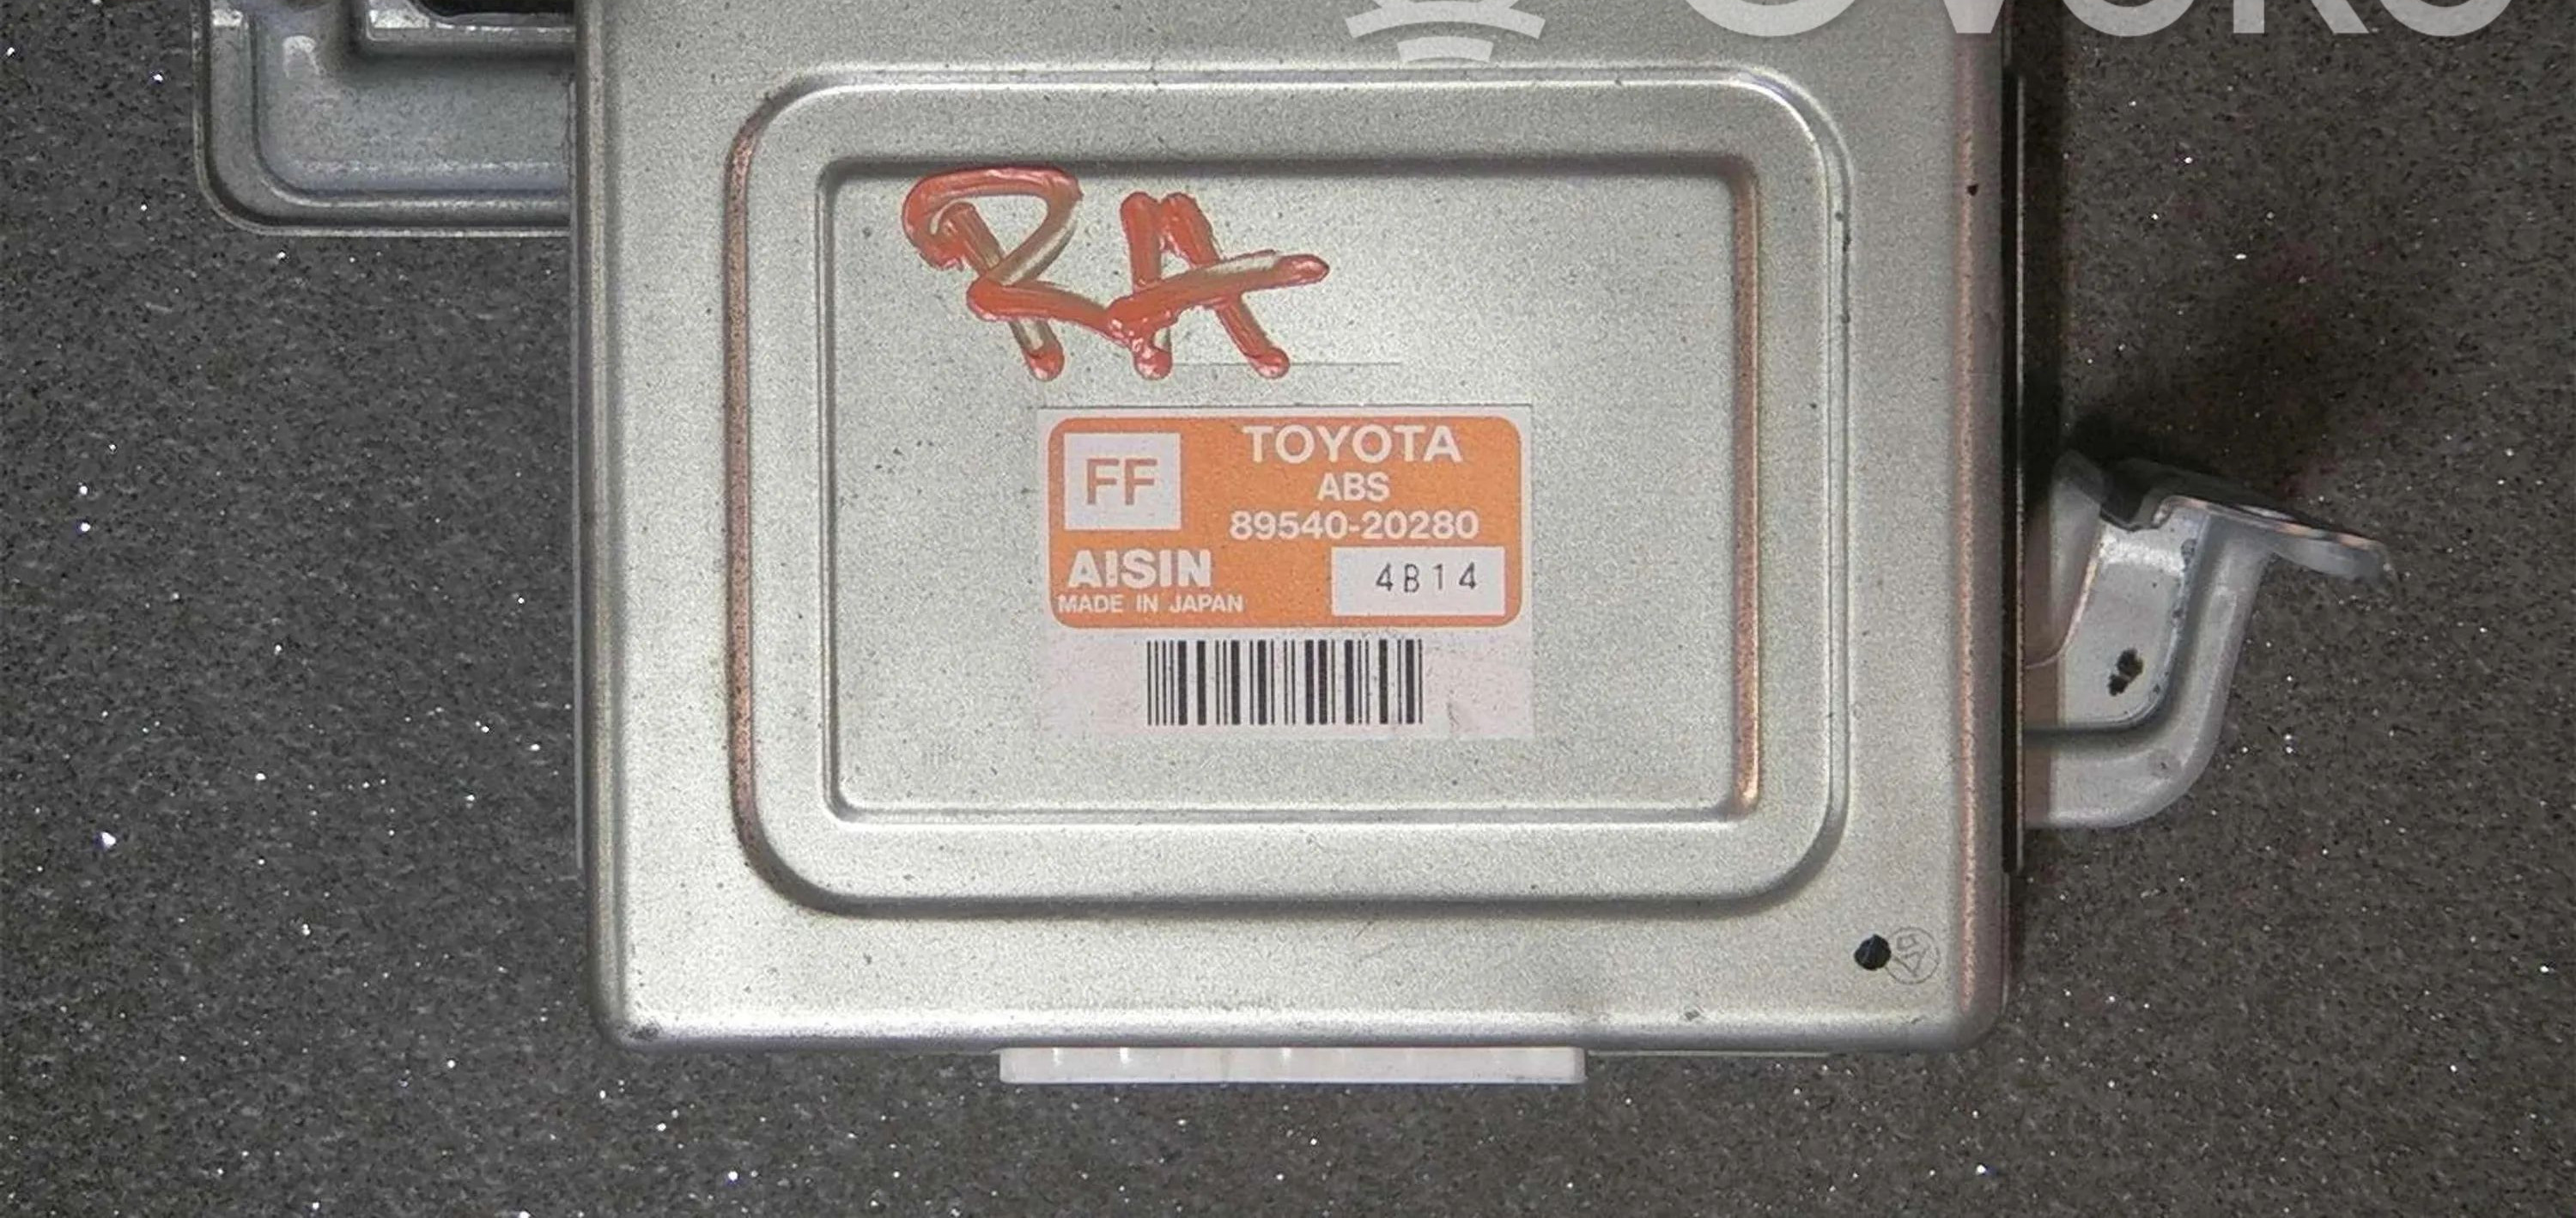 RA
FF
TOYOTA
ABS
89540-20280
AISIN
4B14
MADE IN JAPAN